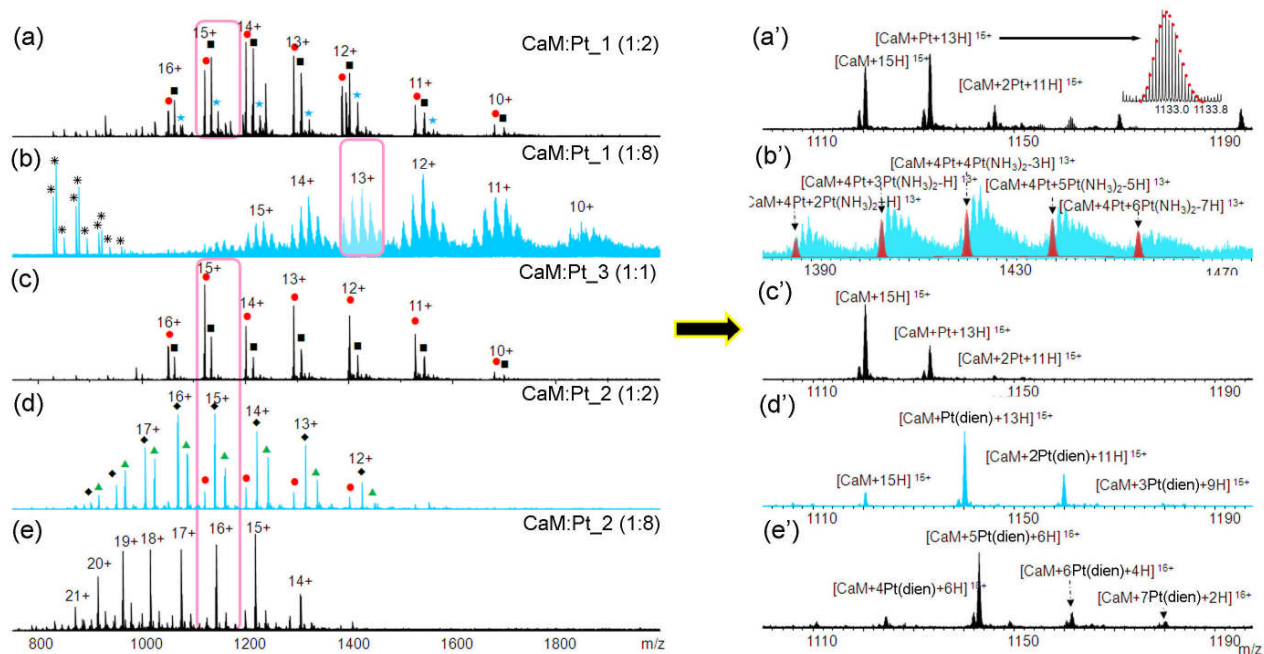 (a)
15+
14+
13+
12+
11+
10+
16+
CaM:Pt_1 (1:2)
(b)
15+
14+
13+
12+
11+
10+
CaM:Pt_1 (1:8)
(c)
16+
15+
14+
13+
12+
11+
10+
CaM:Pt_3 (1:1)
(d)
17+
16+
15+
14+
13+
12+
CaM:Pt_2 (1:2)
(e)
21+
20+
19+
18+
17+
16+
15+
14+
CaM:Pt_2 (1:8)
800 1000 1200 1400 1600 1800 m/z
(a')
[CaM+Pt+13H] 15+
[CaM+15H] 15+
[CaM+2Pt+11H] 15+
1133.0 1133.8
1110 1150 1190
(b')
[CaM+4Pt+4Pt(NH3)2-3H] 13+
[CaM+4Pt+3Pt(NH3)2-H] 13+
[CaM+4Pt+5Pt(NH3)2-5H] 13+
CaM+4Pt+2Pt(NH3)2+H] 13+
[CaM+4Pt+6Pt(NH3)2-7H] 13+
1390 1430 1470
(c')
[CaM+15H] 15+
[CaM+Pt+13H] 15+
[CaM+2Pt+11H] 15+
1110 1150 1190
(d')
[CaM+Pt(dien)+13H] 15+
[CaM+2Pt(dien)+11H] 15+
[CaM+15H] 15+
[CaM+3Pt(dien)+9H] 15+
1110 1150 1190
(e')
[CaM+5Pt(dien)+6H] 16+
[CaM+6Pt(dien)+4H] 16+
[CaM+4Pt(dien)+6H]
[CaM+7Pt(dien)+2H] 16+
1110 1150 1190 m/z